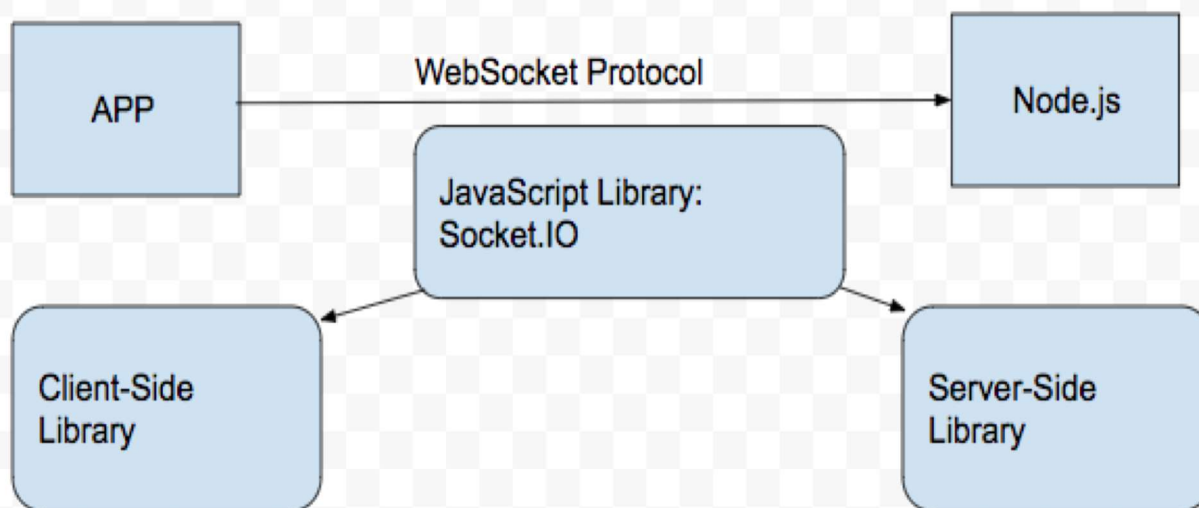 WebSocket Protocol
APP
Node.js
JavaScript Library:
Socket.IO
Client-Side
Library
Server-Side
Library